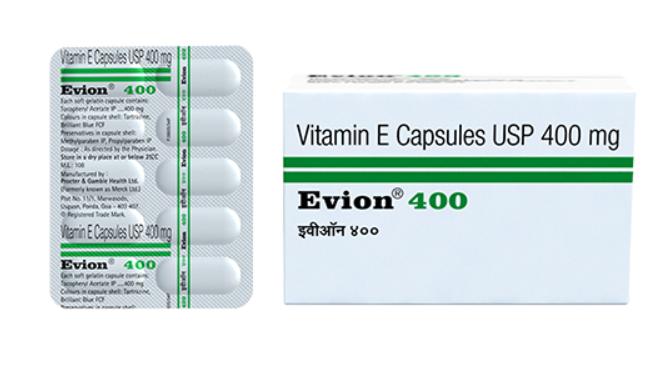 Vitamin E Capsules USP 400 mg
Evion® 400
Each soft gelatin capsule contains:
Tocopheryl Acetate IP ....400 mg
Colours in capsule shell: Tartrazine,
Brilliant Blue FCF
Preservatives in capsule shell:
Methylparaben IP, Propylparaben IP
Dosage : As directed by the Physician.
Store in a dry place at or below 25°C
M.L.: 108
Manufactured by :
Procter & Gamble Health Ltd.
(Formerly known as Merck Ltd.)
Plot No. 11/1, Marwasodo,
Usgaon, Ponda, Goa - 403 407.
® Registered Trade Mark.
Vitamin E Capsules USP 400 mg
Evion® 400
Each soft gelatin capsule contains:
Tocopheryl Acetate IP ....400 mg
Colours in capsule shell: Tartrazine,
Brilliant Blue FCF
Evion 400
Vitamin E Capsules USP 400 mg
Evion® 400
इवीऑन ४००